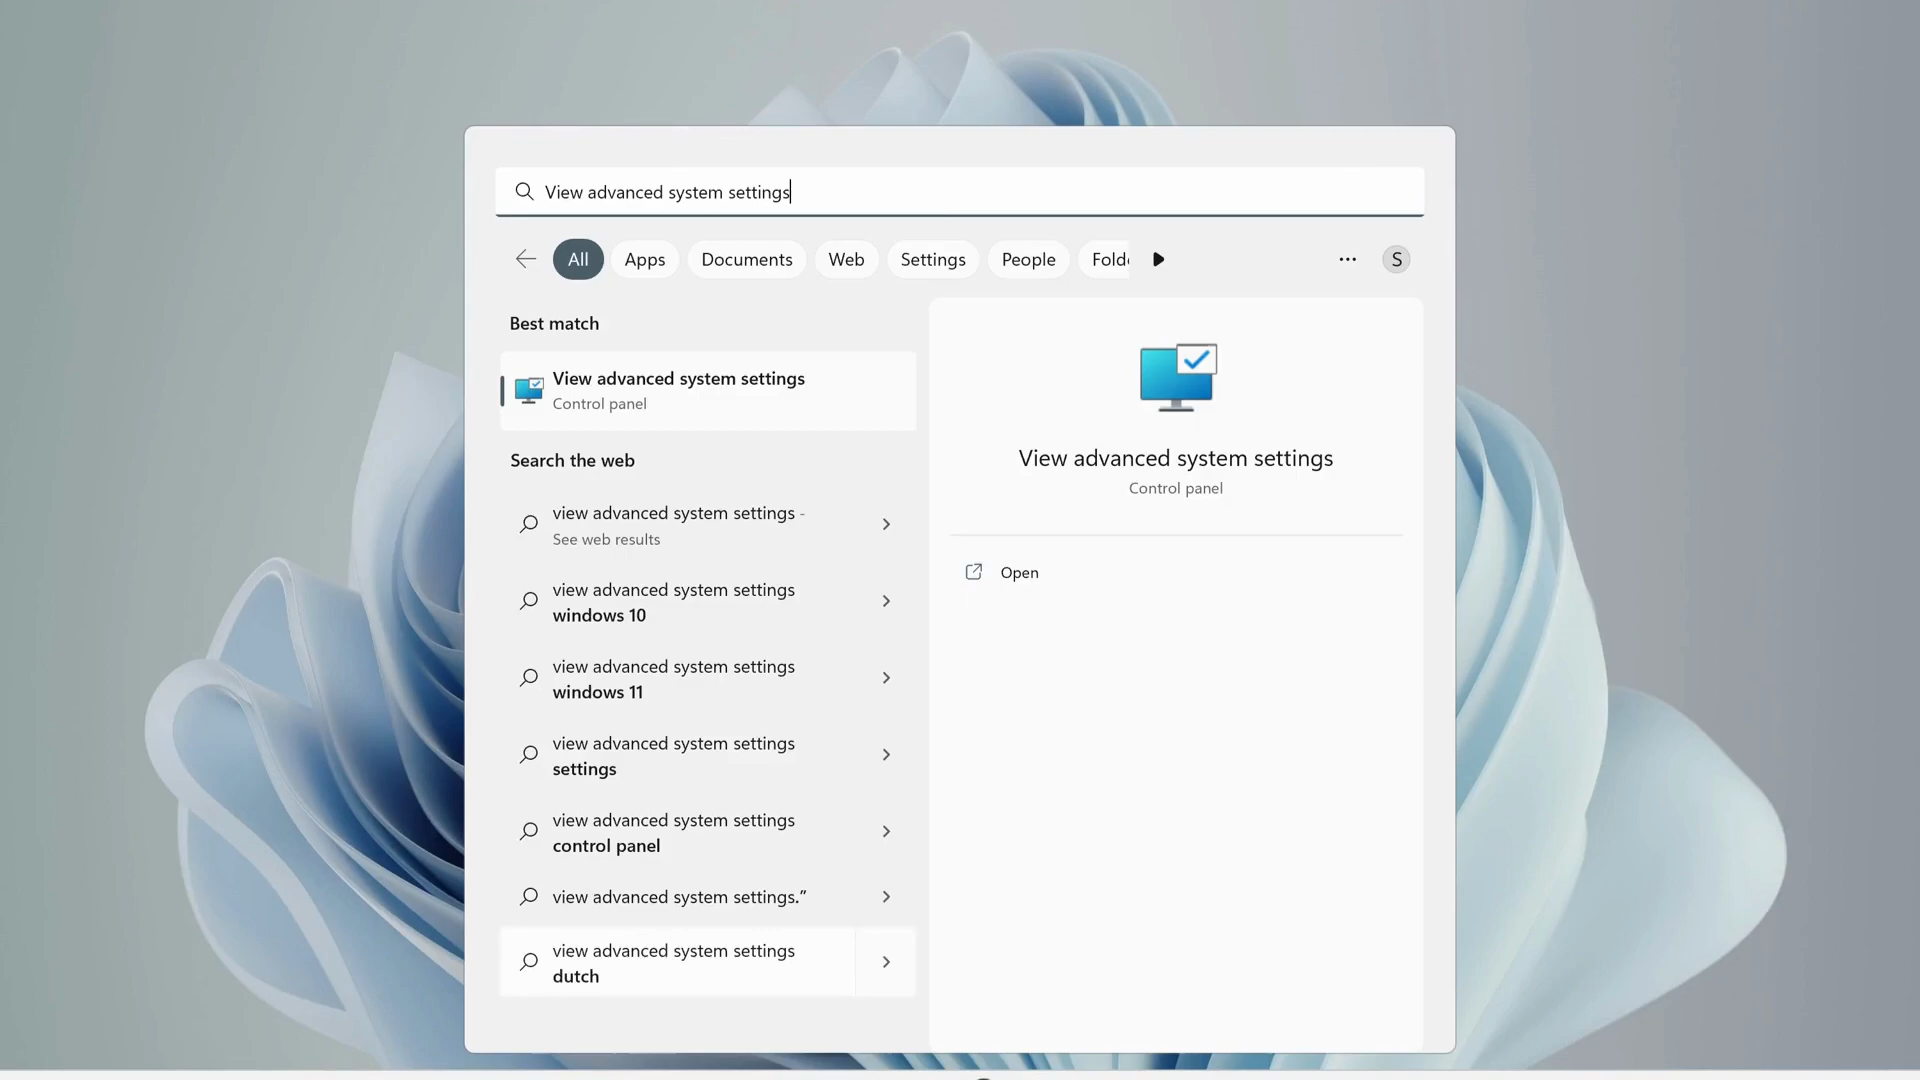 View advanced system settings
All Apps Documents Web Settings People Folde S
Best match
View advanced system settings
Control panel
Search the web
view advanced system settings -
See web results
view advanced system settings
windows 10
view advanced system settings
windows 11
view advanced system settings
settings
view advanced system settings
control panel
view advanced system settings.”
view advanced system settings
dutch
View advanced system settings
Control panel
Open